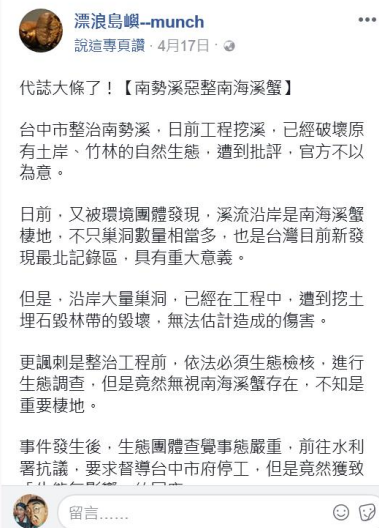 漂浪島嶼--munch
說這專頁讚 · 4月17日 ·
代誌大條了！【南勢溪惡整南海溪蟹】
台中市整治南勢溪，日前工程挖溪，已經破壞原
有土岸、竹林的自然生態，遭到批評，官方不以
為意。
日前，又被環境團體發現，溪流沿岸是南海溪蟹
棲地，不只巢洞數量相當多，也是台灣目前新發
現最北記錄區，具有重大意義。
但是，沿岸大量巢洞，已經在工程中，遭到挖土
埋石毀林帶的毀壞，無法估計造成的傷害。
更諷刺是整治工程前，依法必須生態檢核，進行
生態調查，但是竟然無視南海溪蟹存在，不知是
重要棲地。
事件發生後，生態團體查覺事態嚴重，前往水利
署抗議，要求督導台中市府停工，但是竟然獲致
留言......